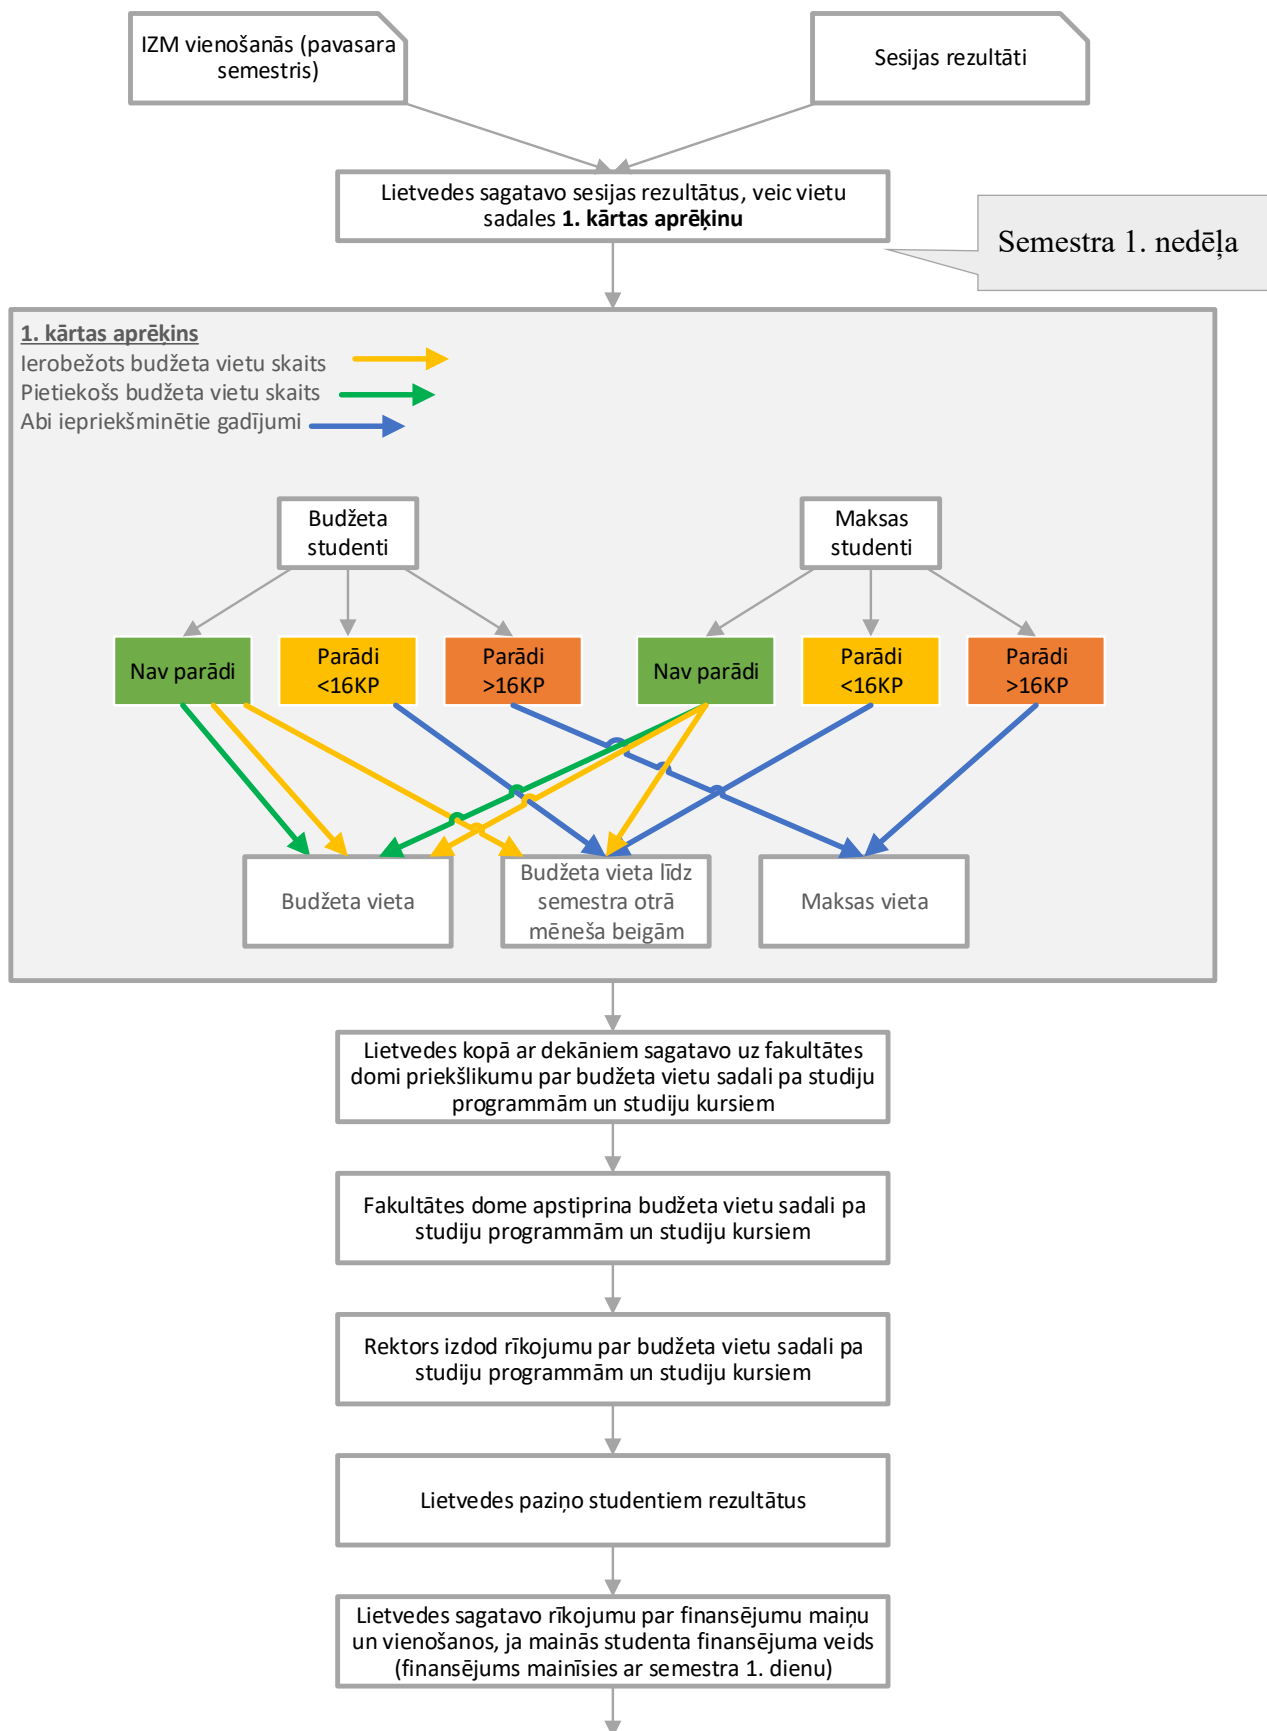 IZM vienošanās (pavasara
semestris)
Sesijas rezultāti
Lietvedes sagatavo sesijas rezultātus, veic vietu
sadales 1. kārtas aprēķinu
Semestra 1. nedēļa
1. kārtas aprēķins
Ierobežots budžeta vietu skaits
Pietiekošs budžeta vietu skaits
Abi iepriekšminētie gadījumi
Budžeta
studenti
Maksas
studenti
Nav parādi
Parādi
<16KP
Parādi
>16KP
Nav parādi
Parādi
<16KP
Parādi
>16KP
Budžeta vieta
Budžeta vieta līdz
semestra otrā
mēneša beigām
Maksas vieta
Lietvedes kopā ar dekāniem sagatavo uz fakultātes
domi priekšlikumu par budžeta vietu sadali pa studiju
programmām un studiju kursiem
Fakultātes dome apstiprina budžeta vietu sadali pa
studiju programmām un studiju kursiem
Rektors izdod rīkojumu par budžeta vietu sadali pa
studiju programmām un studiju kursiem
Lietvedes paziņo studentiem rezultātus
Lietvedes sagatavo rīkojumu par finansējumu maiņu
un vienošanos, ja mainās studenta finansējuma veids
(finansējums mainīsies ar semestra 1. dienu)